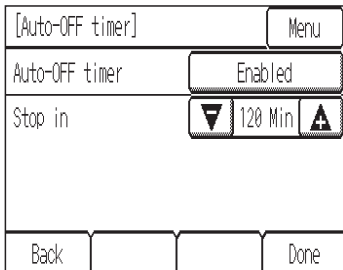 [Auto-OFF timer] Menu
Auto-OFF timer Enabled
Stop in 120 Min
Back Done